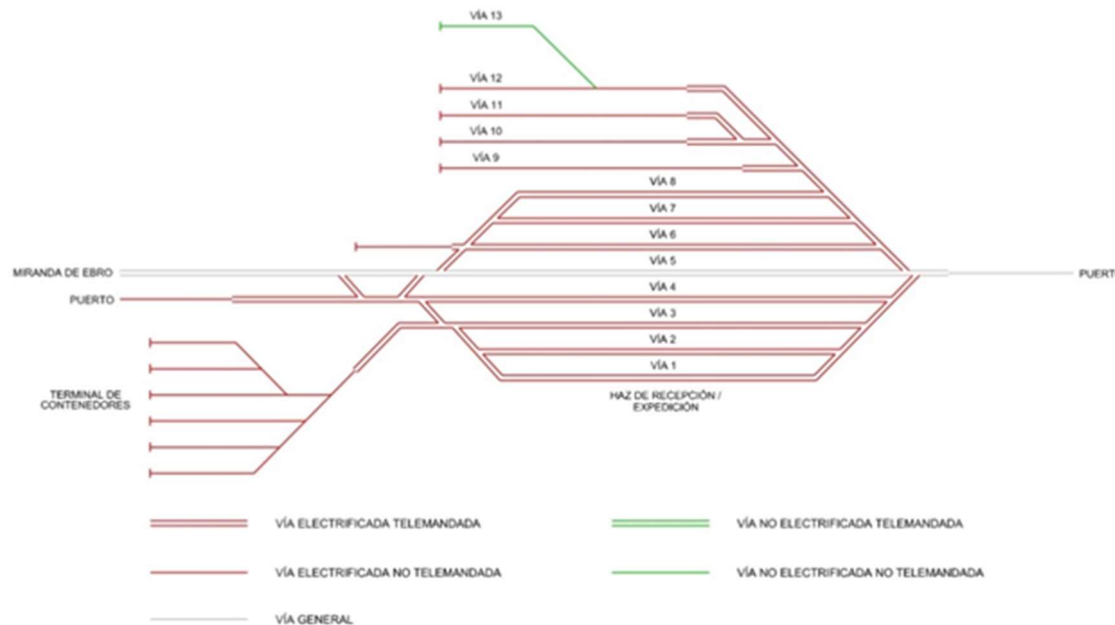 VÍA 13
VÍA 12
VÍA 11
VÍA 10
VÍA 9
VÍA 8
VÍA 7
VÍA 6
MIRANDA DE EBRO
VÍA 5
PUERT
PUERTO
VÍA 4
VÍA 3
VÍA 2
VÍA 1
TERMINAL DE
CONTENEDORES
HAZ DE RECEPCIÓN /
EXPEDICIÓN
VÍA ELECTRIFICADA TELEMANDADA
VÍA NO ELECTRIFICADA TELEMANDADA
VÍA ELECTRIFICADA NO TELEMANDADA
VÍA NO ELECTRIFICADA NO TELEMANDADA
VÍA GENERAL